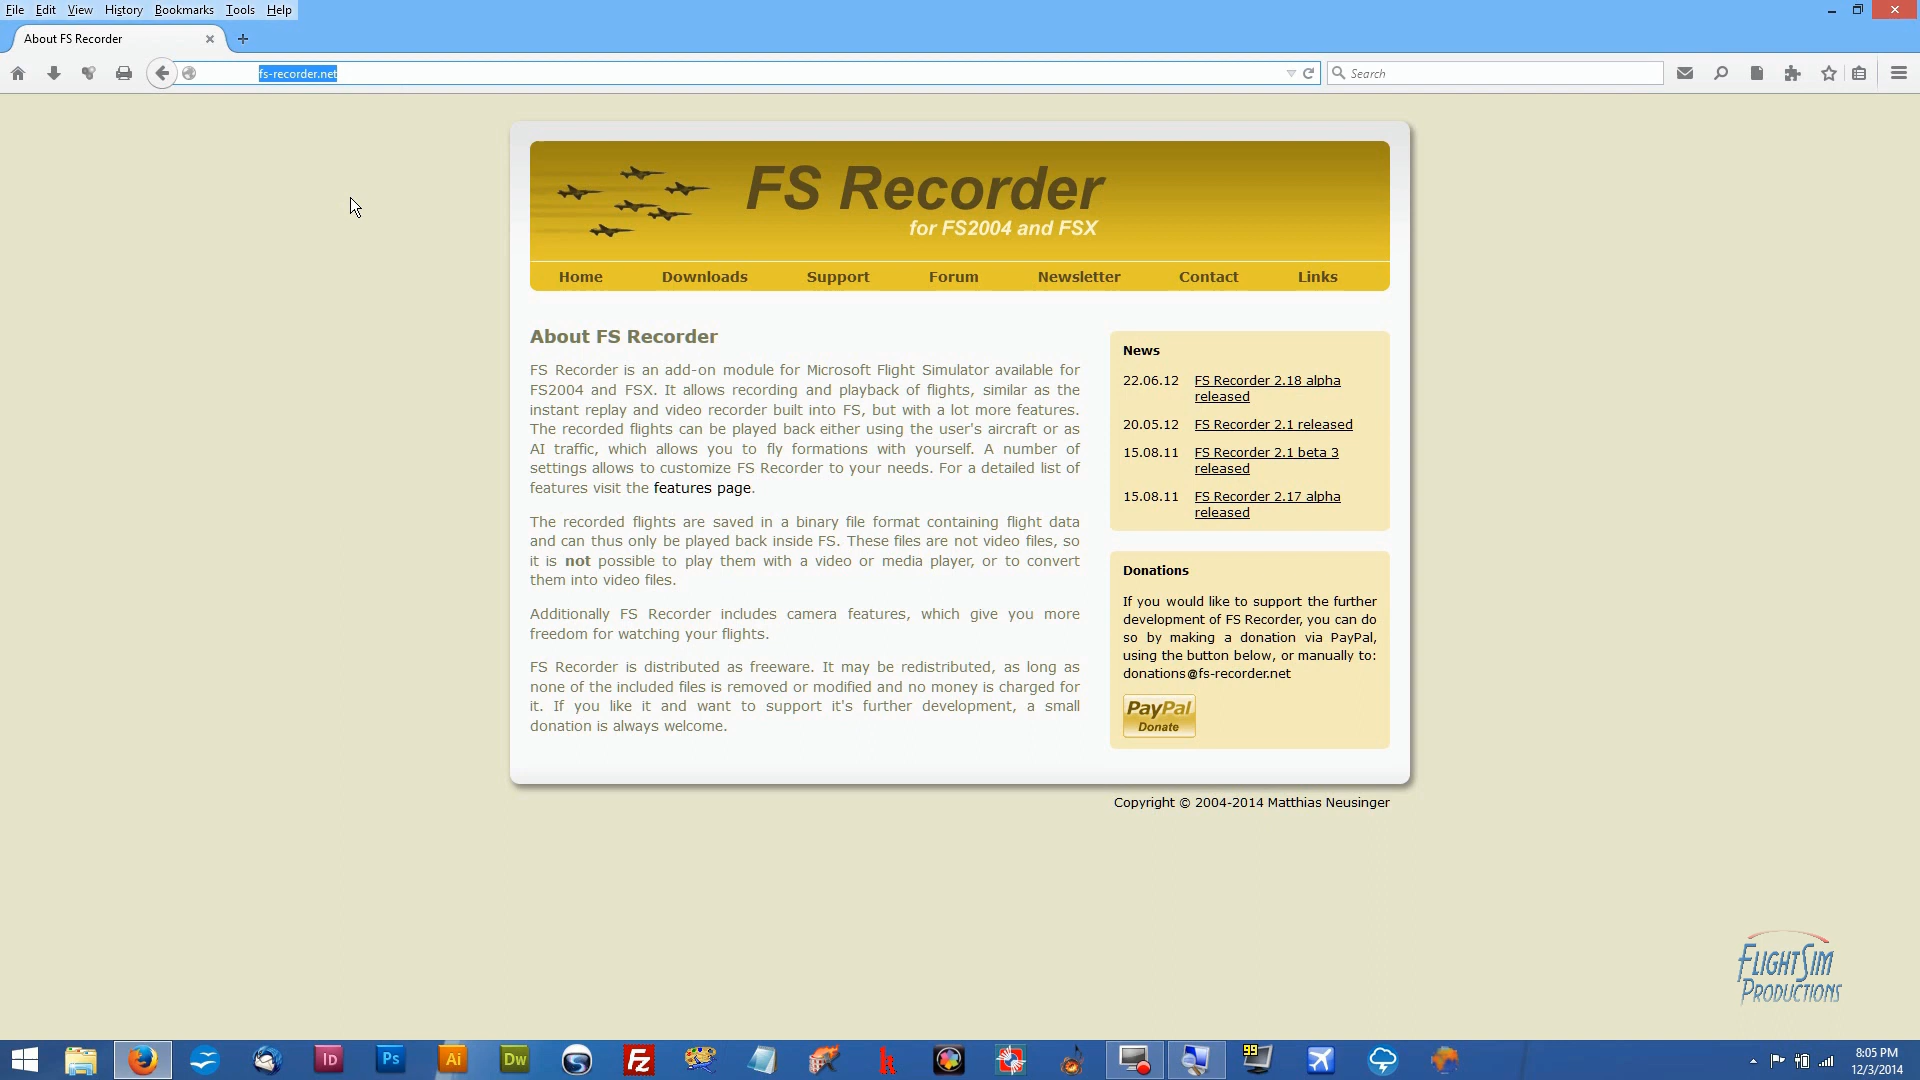 File Edit View History Bookmarks Tools Help
About FS Recorder
fs-recorder.net
Search
FS Recorder
for FS2004 and FSX
Home Downloads Support Forum Newsletter Contact Links
About FS Recorder
FS Recorder is an add-on module for Microsoft Flight Simulator available for
FS2004 and FSX. It allows recording and playback of flights, similar as the
instant replay and video recorder built into FS, but with a lot more features.
The recorded flights can be played back either using the user's aircraft or as
AI traffic, which allows you to fly formations with yourself. A number of
settings allows to customize FS Recorder to your needs. For a detailed list of
features visit the features page.
The recorded flights are saved in a binary file format containing flight data
and can thus only be played back inside FS. These files are not video files, so
it is not possible to play them with a video or media player, or to convert
them into video files.
Additionally FS Recorder includes camera features, which give you more
freedom for watching your flights.
FS Recorder is distributed as freeware. It may be redistributed, as long as
none of the included files is removed or modified and no money is charged for
it. If you like it and want to support it's further development, a small
donation is always welcome.
News
22.06.12 FS Recorder 2.18 alpha
released
20.05.12 FS Recorder 2.1 released
15.08.11 FS Recorder 2.1 beta 3
released
15.08.11 FS Recorder 2.17 alpha
released
Donations
If you would like to support the further
development of FS Recorder, you can do
so by making a donation via PayPal,
using the button below, or manually to:
donations@fs-recorder.net
PayPal
Donate
Copyright © 2004-2014 Matthias Neusinger
FlightSim
Productions
Id Ps Ai Dw S Fz k 99
8:05 PM
12/3/2014